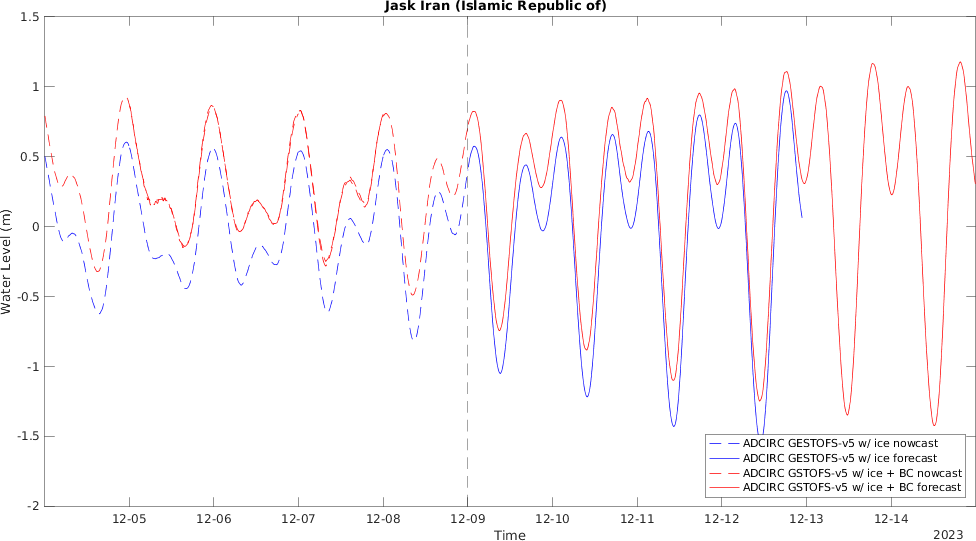 Jask Iran (Islamic Republic of)
1.5
1
0.5
0
-0.5
-1
-1.5
-2
Water Level (m)
ADCIRC GESTOFS-v5 w/ ice nowcast
ADCIRC GESTOFS-v5 w/ ice forecast
ADCIRC GSTOFS-v5 w/ ice + BC nowcast
ADCIRC GSTOFS-v5 w/ ice + BC forecast
12-05 12-06 12-07 12-08 12-09 12-10 12-11 12-12 12-13 12-14
Time
2023